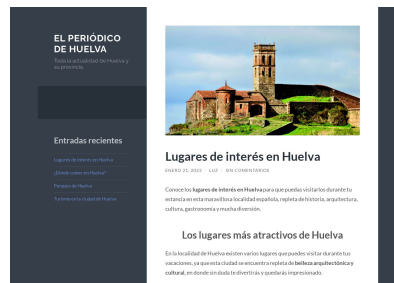 EL PERIÓDICO
DE HUELVA
Toda la actualidad de Huelva y
su provincia.
Entradas recientes
Lugares de interés en Huelva
¿Dónde comer en Huelva?
Parques de Huelva
Turismo en la ciudad de Huelva
Lugares de interés en Huelva
ENERO 21, 2022 LUZ SIN COMENTARIOS
Conoce los lugares de interés en Huelva para que puedas visitarlos durante tu
estancia en esta maravillosa localidad española, repleta de historia, arquitectura,
cultura, gastronomía y mucha diversión.
Los lugares más atractivos de Huelva
En la localidad de Huelva existen varios lugares que puedes visitar durante tus
vacaciones, ya que esta ciudad se encuentra repleta de belleza arquitectónica y
cultural, en donde sin duda te divertirás y quedarás impresionado.